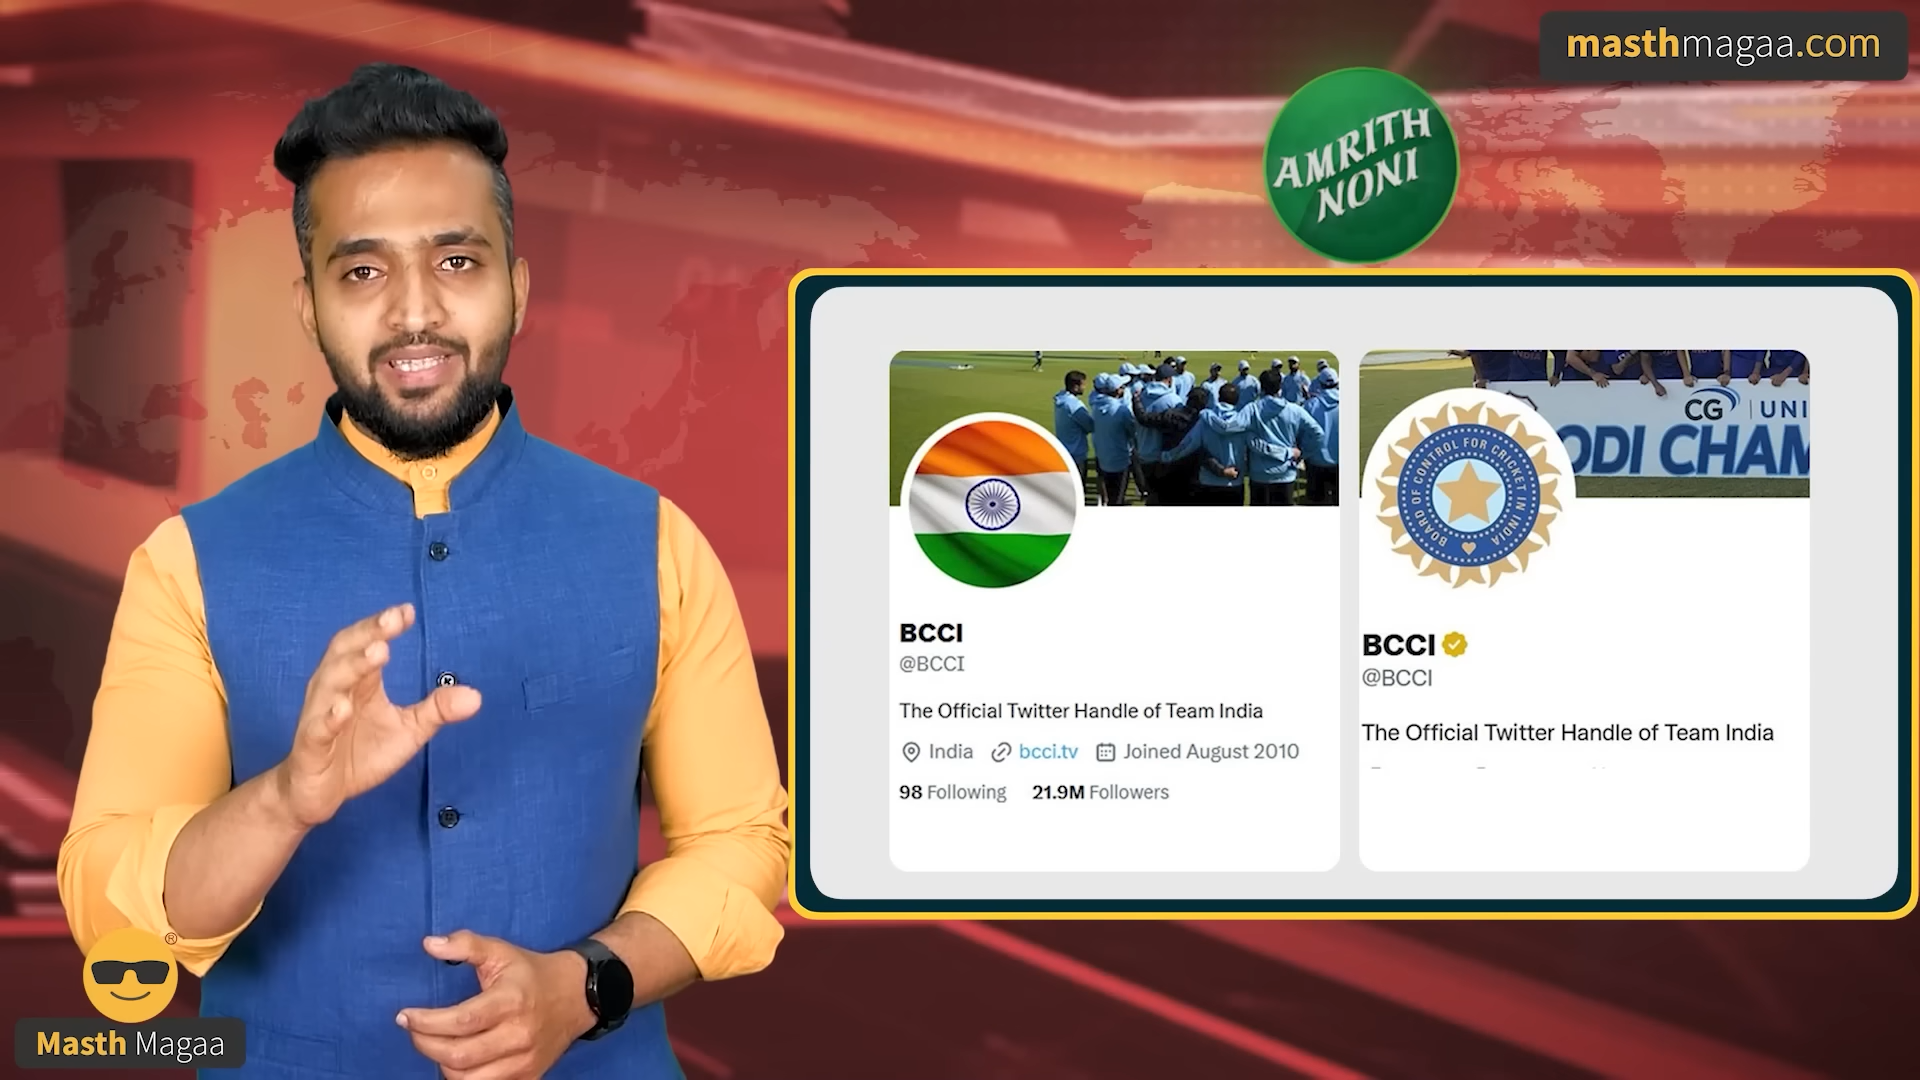 masthmagaa.com
AMRITH
NONI
BCCI
@BCCI
The Official Twitter Handle of Team India
India bcci.tv Joined August 2010
98 Following 21.9M Followers
CG UNI
ODI CHAM
BOARD OF CONTROL FOR CRICKET IN INDIA
BCCI
@BCCI
The Official Twitter Handle of Team India
®
Masth Magaa